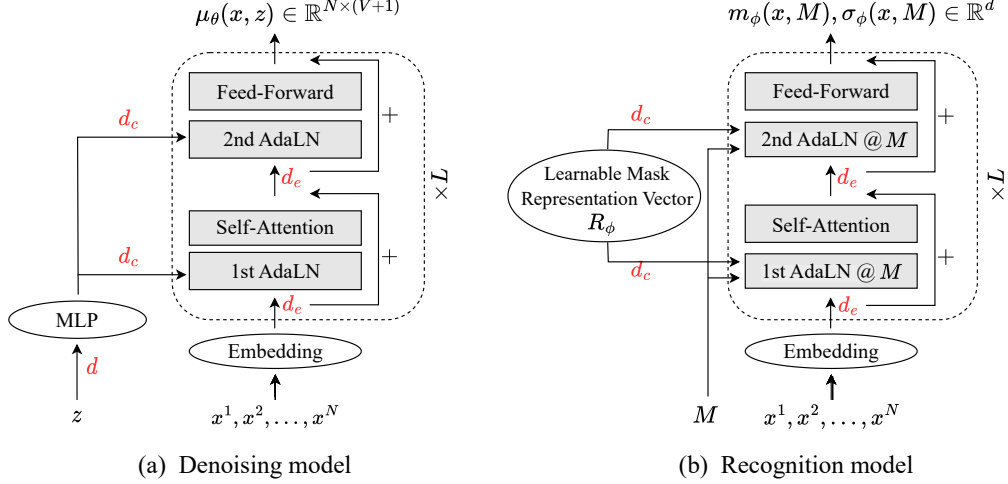 μ_θ(x, z) ∈ ℝ^{N×(V+1)}
Feed-Forward
+
d_c
2nd AdaLN
d_e
×L
Self-Attention
+
d_c
1st AdaLN
d_e
MLP
Embedding
d
z
x^1, x^2, ..., x^N
(a) Denoising model
m_ϕ(x, M), σ_ϕ(x, M) ∈ ℝ^d
Feed-Forward
+
d_c
2nd AdaLN @ M
Learnable Mask
Representation Vector
R_ϕ
d_e
×L
Self-Attention
+
d_c
1st AdaLN @ M
d_e
Embedding
M
x^1, x^2, ..., x^N
(b) Recognition model